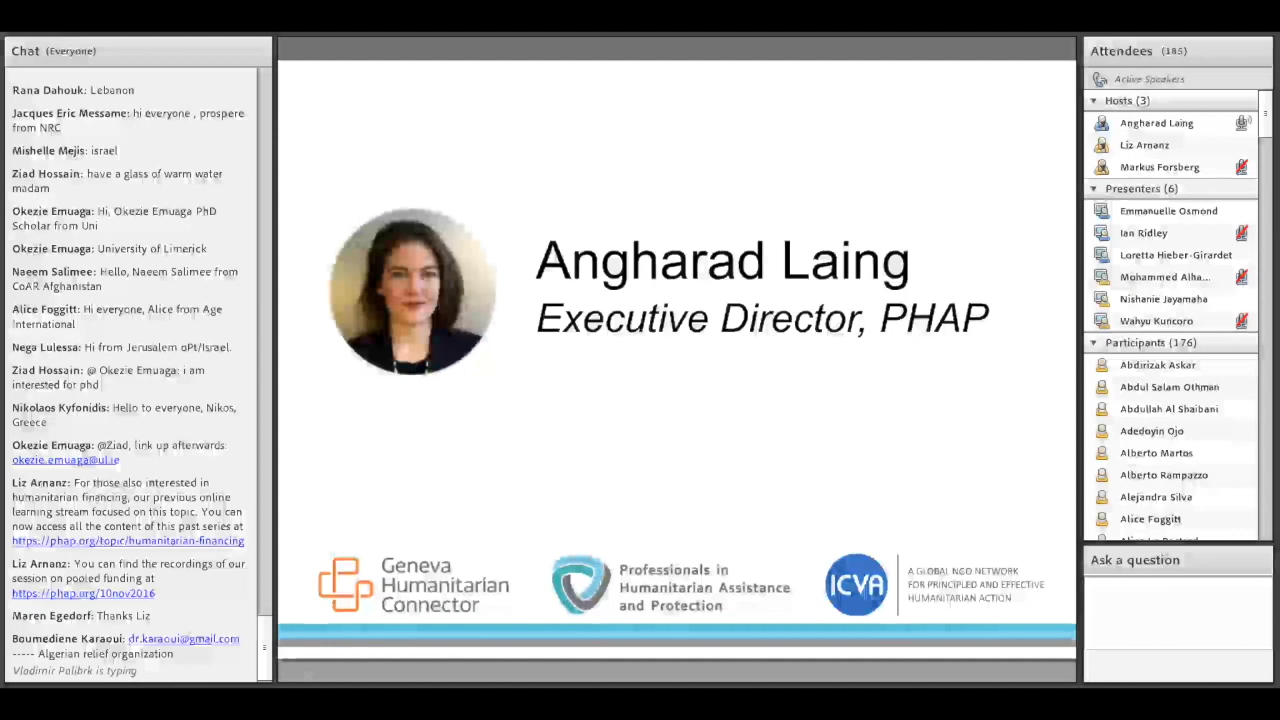 Chat (Everyone)
Rana Dahouk: Lebanon
Jacques Eric Messame: hi everyone , prospere
from NRC
Mishelle Mejis: israel
Ziad Hossain: have a glass of warm water
madam
Okezie Emuaga: Hi, Okezie Emuaga PhD
Scholar from Uni
Okezie Emuaga: University of Limerick
Naeem Salimee: Hello, Naeem Salimee from
CoAR Afghanistan
Alice Foggitt: Hi everyone, Alice from Age
International
Nega Lulessa: Hi from Jerusalem oPt/Israel.
Ziad Hossain: @ Okezie Emuaga: i am
interested for phd
Nikolaos Kyfonidis: Hello to everyone, Nikos,
Greece
Okezie Emuaga: @Ziad, link up afterwards:
okezie.emuaga@ul.ie
Liz Arnanz: For those also interested in
humanitarian financing, our previous online
learning stream focused on this topic. You can
now access all the content of this past series at
https://phap.org/topic/humanitarian-financing
Liz Arnanz: You can find the recordings of our
session on pooled funding at
https://phap.org/10nov2016
Maren Egedorf: Thanks Liz
Boumediene Karaoui: dr.karaoui@gmail.com
----- Algerian relief organization
Vladimir Palibrk is typing
Angharad Laing
Executive Director, PHAP
Geneva
Humanitarian
Connector
Professionals in
Humanitarian Assistance
and Protection
ICVA
A GLOBAL NGO NETWORK
FOR PRINCIPLED AND EFFECTIVE
HUMANITARIAN ACTION
Attendees (185)
Active Speakers
Hosts (3)
Angharad Laing
Liz Arnanz
Markus Forsberg
Presenters (6)
Emmanuelle Osmond
Ian Ridley
Loretta Hieber-Girardet
Mohammed Alha...
Nishanie Jayamaha
Wahyu Kuncoro
Participants (176)
Abdirizak Askar
Abdul Salam Othman
Abdullah Al Shaibani
Adedoyin Ojo
Alberto Martos
Alberto Rampazzo
Alejandra Silva
Alice Foggitt
Ask a question